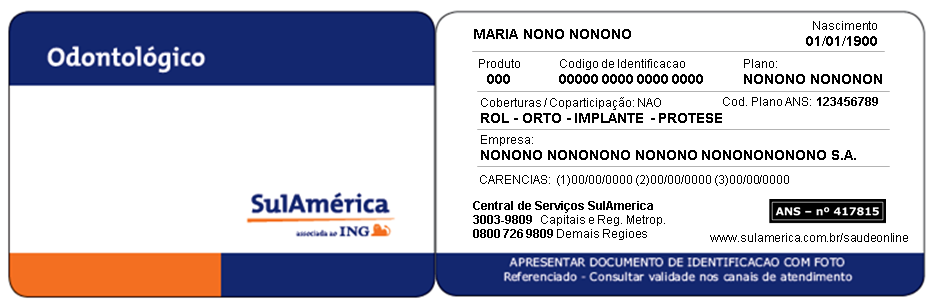 Odontológico
SulAmérica
associada ao ING
MARIA NONO NONONO
Nascimento
01/01/1900
Produto
000
Codigo de Identificacao
00000 0000 0000 0000
Plano:
NONONO NONONON
Coberturas / Coparticipação: NAO
Cod. Plano ANS: 123456789
ROL - ORTO - IMPLANTE - PROTESE
Empresa:
NONONO NONONONO NONONO NONONONONONO S.A.
CARENCIAS: (1)00/00/0000 (2)00/00/0000 (3)00/00/0000
Central de Serviços SulAmerica
3003-9809 Capitais e Reg. Metrop.
0800 726 9809 Demais Regioes
ANS – nº 417815
www.sulamerica.com.br/saudeonline
APRESENTAR DOCUMENTO DE IDENTIFICACAO COM FOTO
Referenciado - Consultar validade nos canais de atendimento